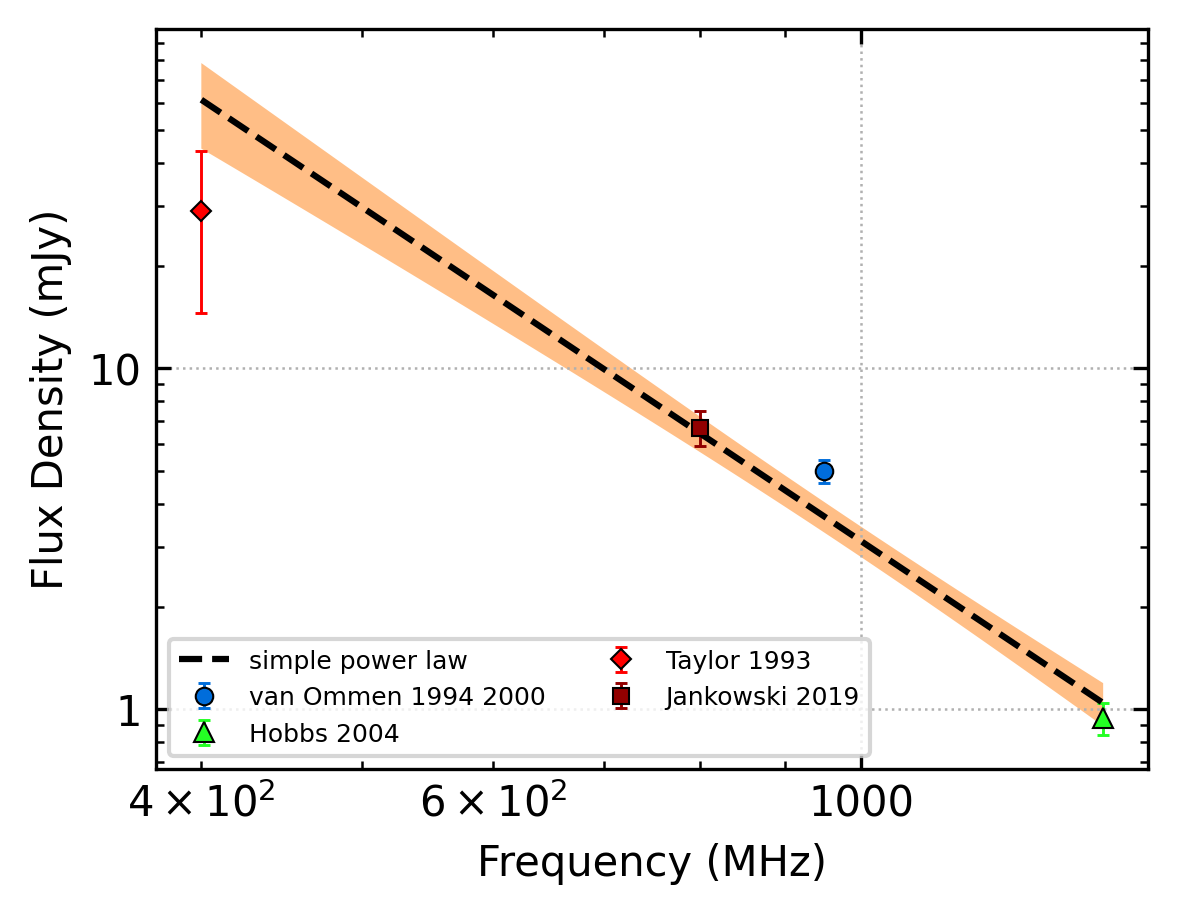 Flux Density (mJy)
10
1
simple power law
van Ommen 1994 2000
Hobbs 2004
Taylor 1993
Jankowski 2019
4 × 10²
6 × 10²
1000
Frequency (MHz)